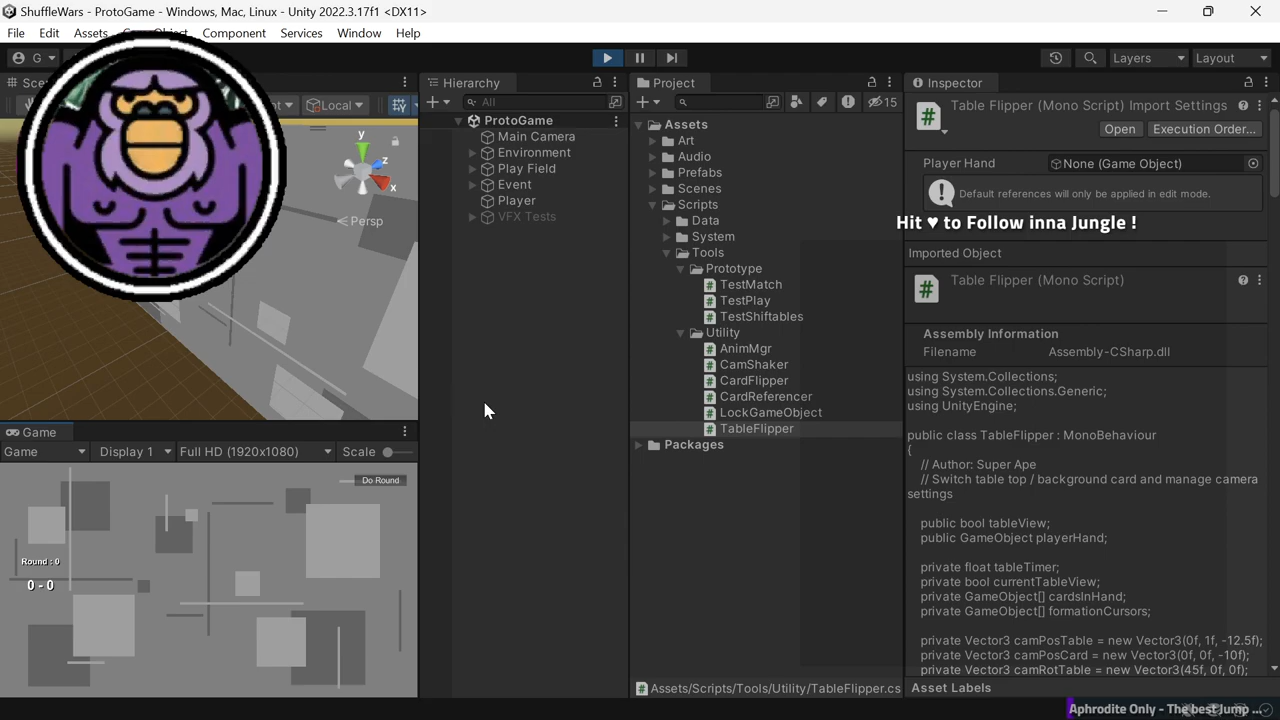 ShuffleWars - ProtoGame - Windows, Mac, Linux - Unity 2022.3.17f1 <DX11>
File Edit Assets GameObject Component Services Window Help
G Layers Layout
Hierarchy
Project
Inspector
Local
All
15
ProtoGame
Main Camera
Environment
Play Field
Event
Player
VFX Tests
y
z
x
< Persp
Assets
Art
Audio
Prefabs
Scenes
Scripts
Data
System
Tools
Prototype
TestMatch
TestPlay
TestShiftables
Utility
AnimMgr
CamShaker
CardFlipper
CardReferencer
LockGameObject
TableFlipper
Packages
Assets/Scripts/Tools/Utility/TableFlipper.cs
Table Flipper (Mono Script) Import Settings
Open Execution Order...
Player Hand None (Game Object)
Default references will only be applied in edit mode.
Hit ♥ to Follow inna Jungle !
Imported Object
Table Flipper (Mono Script)
Assembly Information
Filename Assembly-CSharp.dll
using System.Collections;
using System.Collections.Generic;
using UnityEngine;
public class TableFlipper : MonoBehaviour
{
// Author: Super Ape
// Switch table top / background card and manage camera
settings
public bool tableView;
public GameObject playerHand;
private float tableTimer;
private bool currentTableView;
private GameObject[] cardsInHand;
private GameObject[] formationCursors;
private Vector3 camPosTable = new Vector3(0f, 1f, -12.5f);
private Vector3 camPosCard = new Vector3(0f, 0f, -10f);
private Vector3 camRotTable = new Vector3(45f, 0f, 0f);
Asset Labels
Aphrodite Only - The best Jump ...
Game
Game Display 1 Full HD (1920x1080) Scale
Do Round
Round : 0
0 - 0